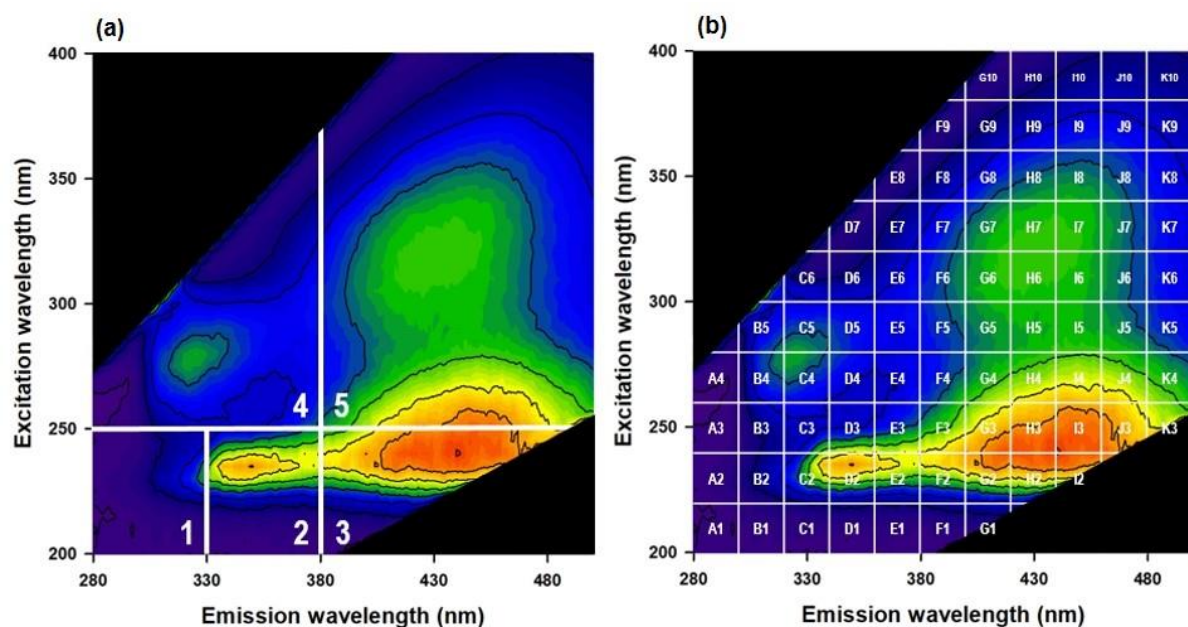 (a)
400
350
300
250
200
Excitation wavelength (nm)
4 5
1 2 3
280 330 380 430 480
Emission wavelength (nm)
(b)
400
350
300
250
200
Excitation wavelength (nm)
G10 H10 I10 J10 K10
F9 G9 H9 I9 J9 K9
E8 F8 G8 H8 I8 J8 K8
D7 E7 F7 G7 H7 I7 J7 K7
C6 D6 E6 F6 G6 H6 I6 J6 K6
B5 C5 D5 E5 F5 G5 H5 I5 J5 K5
A4 B4 C4 D4 E4 F4 G4 H4 I4 J4 K4
A3 B3 C3 D3 E3 F3 G3 H3 I3 J3 K3
A2 B2 C2 D2 E2 F2 G2 H2 I2
A1 B1 C1 D1 E1 F1 G1
280 330 380 430 480
Emission wavelength (nm)